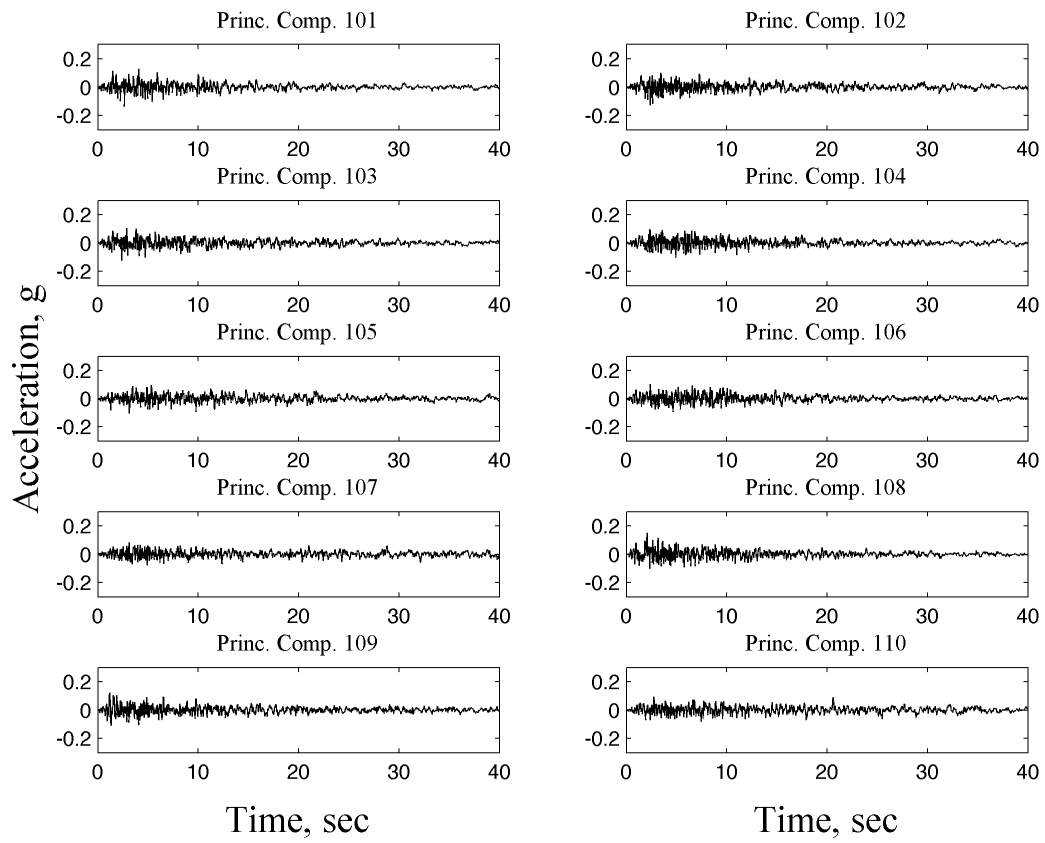 Princ. Comp. 101
Princ. Comp. 102
0.2
0
-0.2
0 10 20 30 40
0.2
0
-0.2
0 10 20 30 40
Princ. Comp. 103
Princ. Comp. 104
0.2
0
-0.2
0 10 20 30 40
0.2
0
-0.2
0 10 20 30 40
Princ. Comp. 105
Princ. Comp. 106
0.2
0
-0.2
0 10 20 30 40
0.2
0
-0.2
0 10 20 30 40
Princ. Comp. 107
Princ. Comp. 108
0.2
0
-0.2
0 10 20 30 40
0.2
0
-0.2
0 10 20 30 40
Princ. Comp. 109
Princ. Comp. 110
0.2
0
-0.2
0 10 20 30 40
0.2
0
-0.2
0 10 20 30 40
Acceleration, g
Time, sec
Time, sec